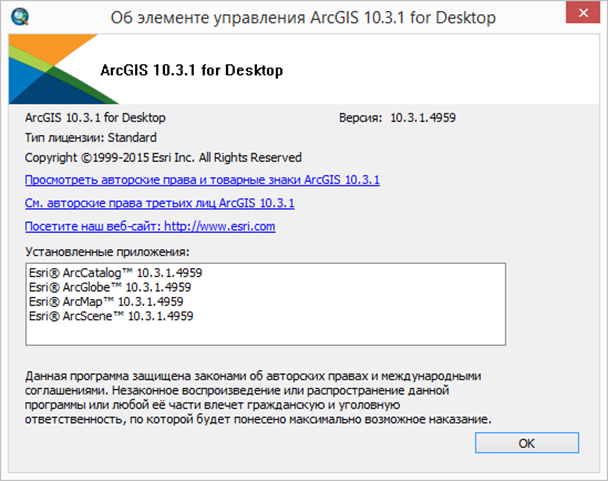 Об элементе управления ArcGIS 10.3.1 for Desktop
ArcGIS 10.3.1 for Desktop
ArcGIS 10.3.1 for Desktop Версия: 10.3.1.4959
Тип лицензии: Standard
Copyright ©1999-2015 Esri Inc. All Rights Reserved
Просмотреть авторские права и товарные знаки ArcGIS 10.3.1
См. авторские права третьих лиц ArcGIS 10.3.1
Посетите наш веб-сайт: http://www.esri.com
Установленные приложения:
Esri® ArcCatalog™ 10.3.1.4959
Esri® ArcGlobe™ 10.3.1.4959
Esri® ArcMap™ 10.3.1.4959
Esri® ArcScene™ 10.3.1.4959
Данная программа защищена законами об авторских правах и международными
соглашениями. Незаконное воспроизведение или распространение данной
программы или любой её части влечет гражданскую и уголовную
ответственность, по которой будет понесено максимально возможное наказание.
OK